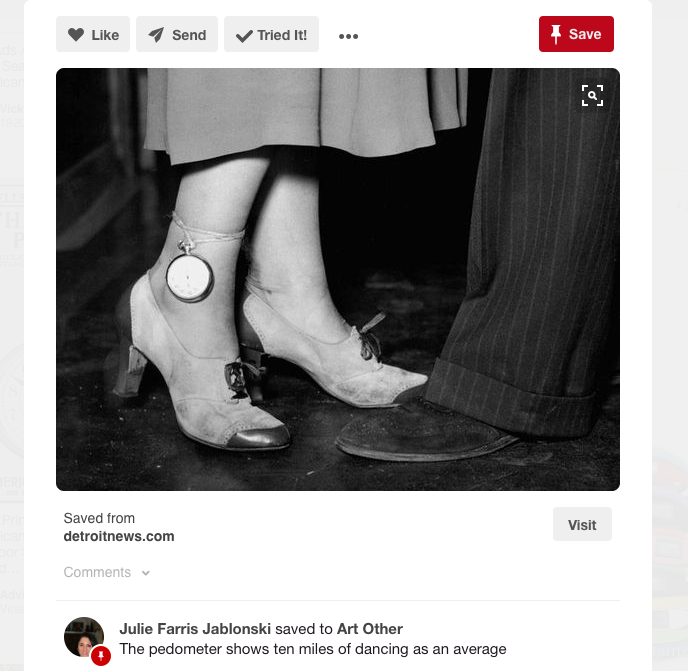 Like Send Tried It! Save
Saved from
detroitnews.com
Visit
Comments
Julie Farris Jablonski saved to Art Other
The pedometer shows ten miles of dancing as an average